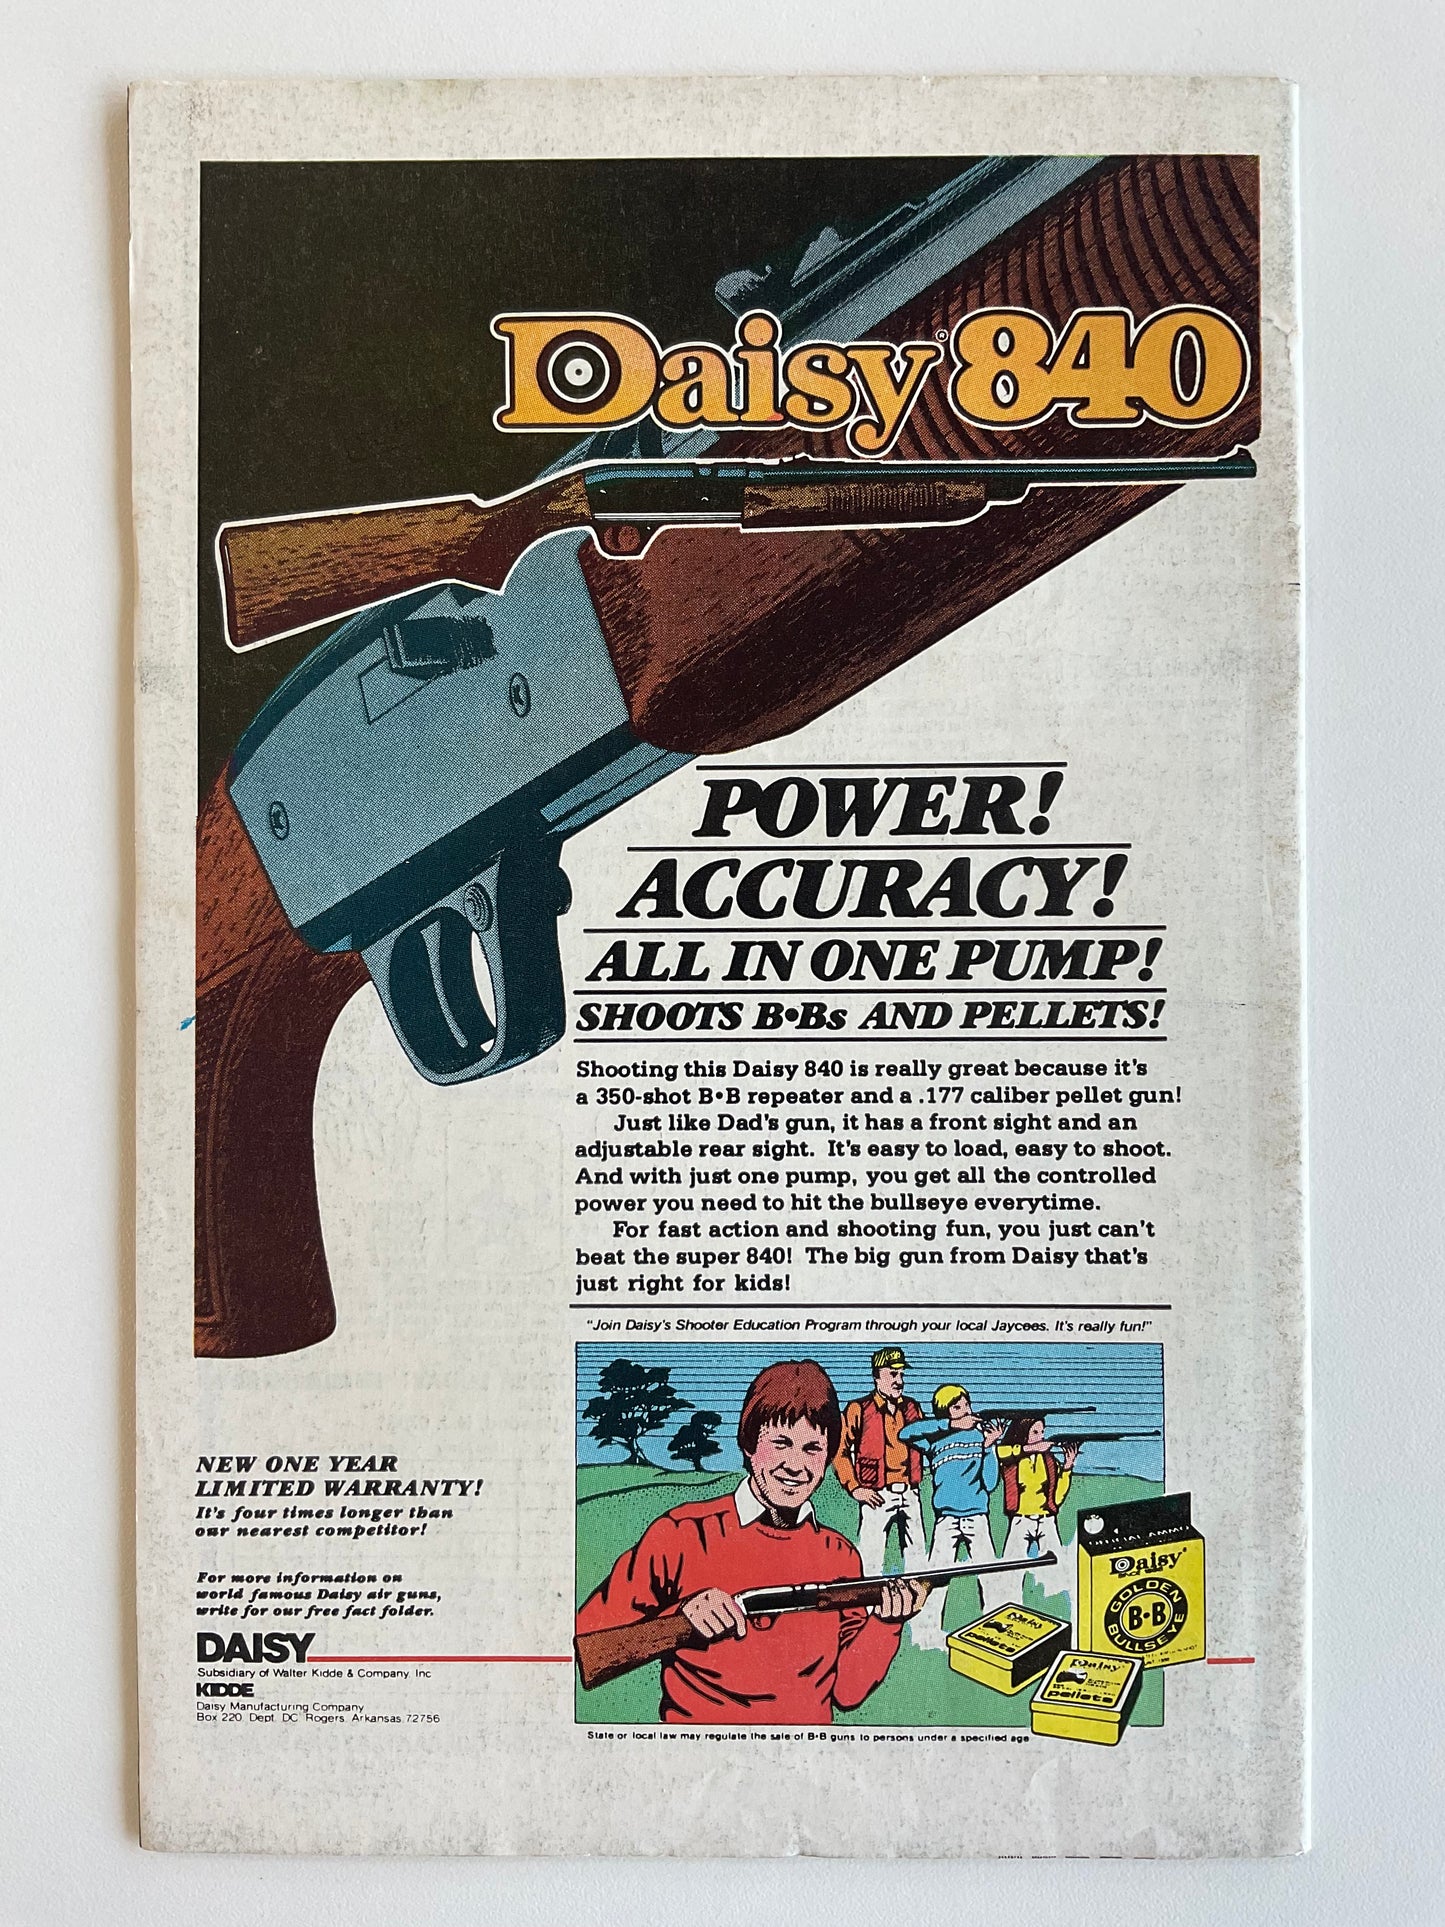 Daisy® 840
POWER!
ACCURACY!
ALL IN ONE PUMP!
SHOOTS B•Bs AND PELLETS!
Shooting this Daisy 840 is really great because it's
a 350-shot B•B repeater and a .177 caliber pellet gun!
Just like Dad's gun, it has a front sight and an
adjustable rear sight. It's easy to load, easy to shoot.
And with just one pump, you get all the controlled
power you need to hit the bullseye everytime.
For fast action and shooting fun, you just can't
beat the super 840! The big gun from Daisy that's
just right for kids!
"Join Daisy's Shooter Education Program through your local Jaycees. It's really fun!"
NEW ONE YEAR
LIMITED WARRANTY!
It's four times longer than
our nearest competitor!
For more information on
world famous Daisy air guns,
write for our free fact folder.
DAISY
Subsidiary of Walter Kidde & Company, Inc
KIDDE
Daisy Manufacturing Company
Box 220, Dept. DC Rogers, Arkansas 72756
OFFICIAL AMMO
Daisy
GOLDEN
B•B
BULLSEYE
Daisy
pellets
Daisy
pellets
State or local law may regulate the sale of B•B guns to persons under a specified age